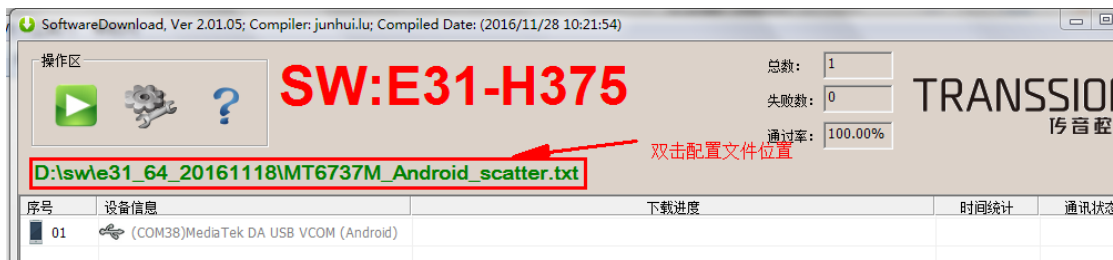 SoftwareDownload, Ver 2.01.05; Compiler: junhui.lu; Compiled Date: (2016/11/28 10:21:54)
操作区
SW:E31-H375
总数: 1
失败数: 0
通过率: 100.00%
TRANSSION
传音控
双击配置文件位置
D:\sw\e31_64_20161118\MT6737M_Android_scatter.txt
序号 设备信息 下载进度 时间统计 通讯状态
01 (COM38)MediaTek DA USB VCOM (Android)